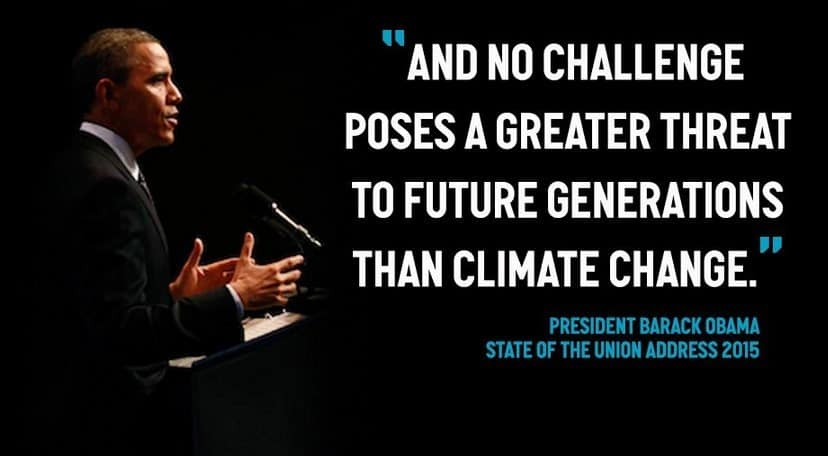 "AND NO CHALLENGE
POSES A GREATER THREAT
TO FUTURE GENERATIONS
THAN CLIMATE CHANGE."
PRESIDENT BARACK OBAMA
STATE OF THE UNION ADDRESS 2015